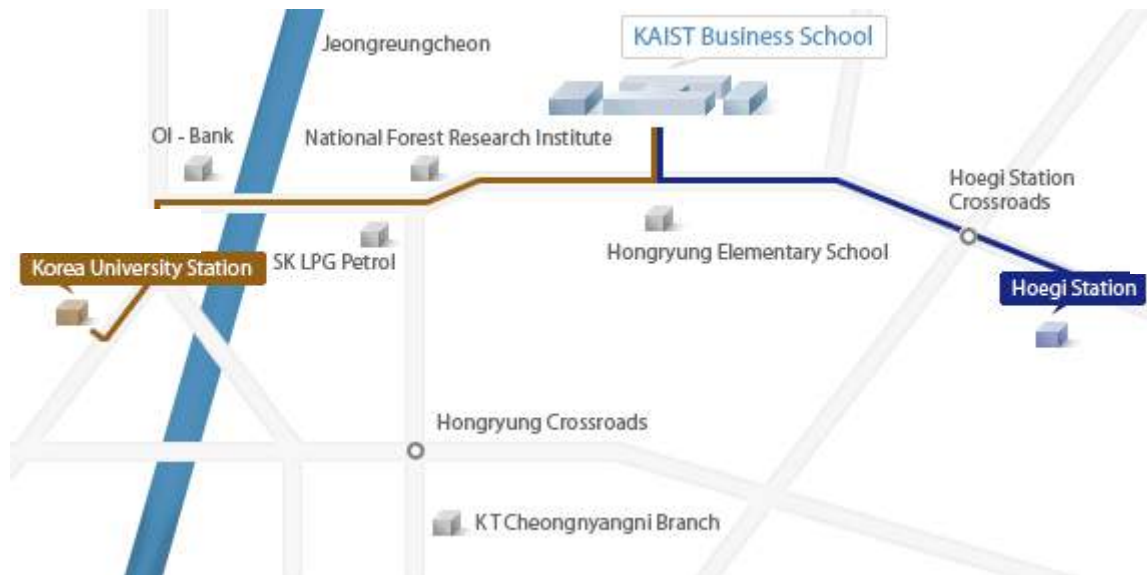 Jeongreungcheon
KAIST Business School
OI - Bank
National Forest Research Institute
Hoegi Station
Crossroads
Hongryung Elementary School
SK LPG Petrol
Korea University Station
Hoegi Station
Hongryung Crossroads
KT Cheongnyangni Branch